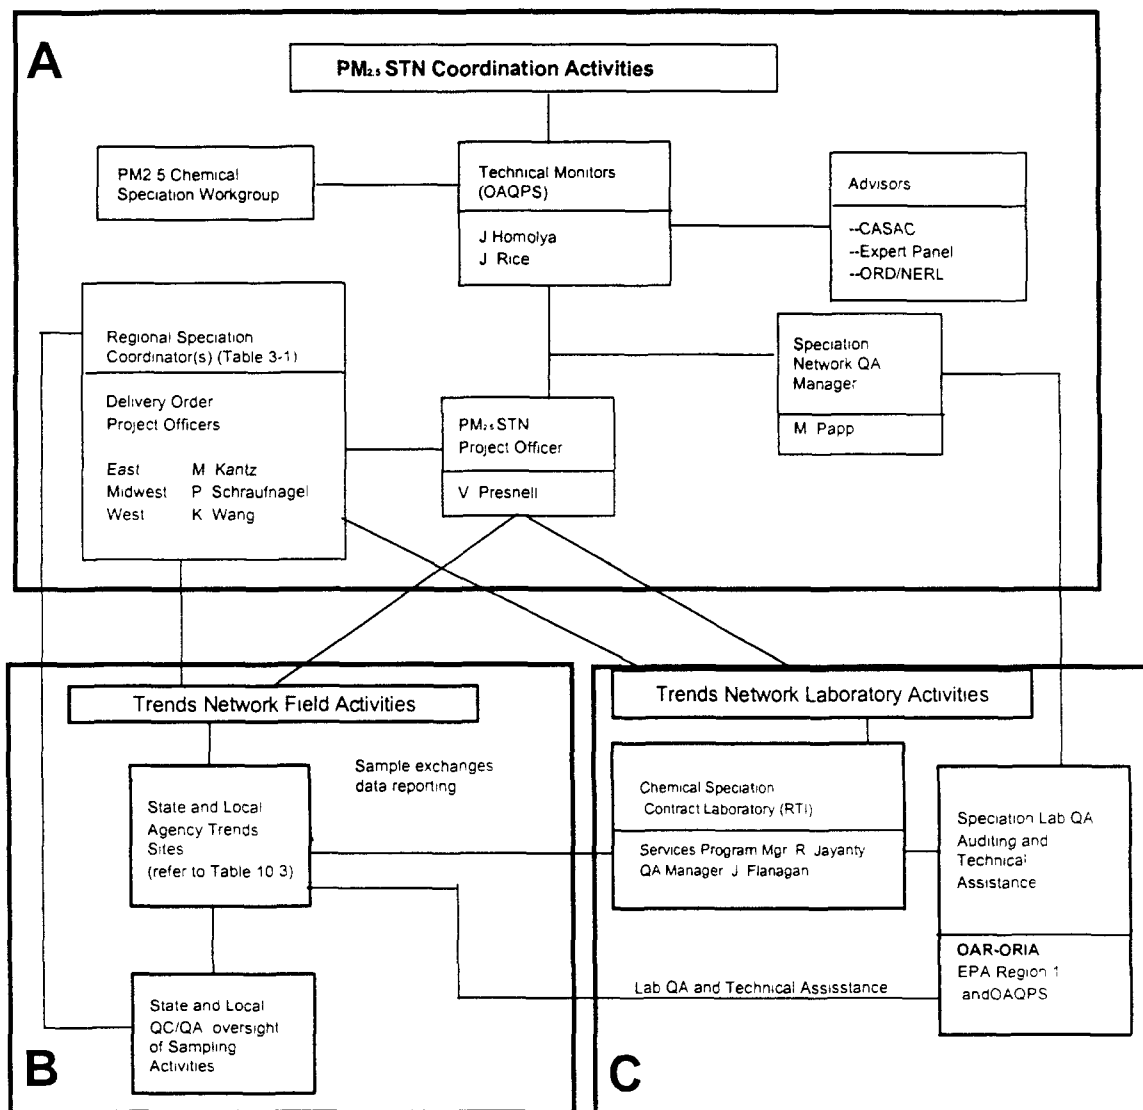 A
PM2.5 STN Coordination Activities
PM2 5 Chemical
Speciation Workgroup
Technical Monitors
(OAQPS)
J Homolya
J Rice
Advisors
--CASAC
--Expert Panel
--ORD/NERL
Regional Speciation
Coordinator(s) (Table 3-1)
Delivery Order
Project Officers
East M Kantz
Midwest P Schraufnagel
West K Wang
PM2.5 STN
Project Officer
V Presnell
Speciation
Network QA
Manager
M Papp
Trends Network Field Activities
Sample exchanges
data reporting
State and Local
Agency Trends
Sites
(refer to Table 10 3)
State and Local
QC/QA oversight
of Sampling
Activities
B
Trends Network Laboratory Activities
Chemical Speciation
Contract Laboratory (RTI)
Services Program Mgr R Jayanty
QA Manager J Flanagan
Speciation Lab QA
Auditing and
Technical
Assistance
OAR-ORIA
EPA Region 1
andOAQPS
Lab QA and Technical Assisstance
C